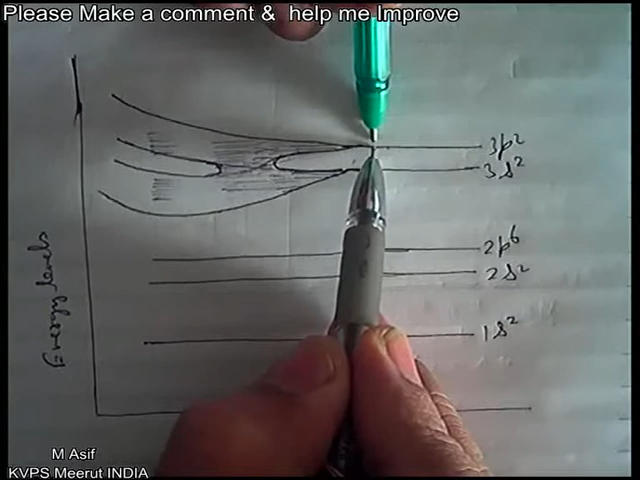 Please Make a comment & help me Improve
3p²
3s²
2p⁶
2s²
1s²
Energy levels
M Asif
KVPS Meerut INDIA